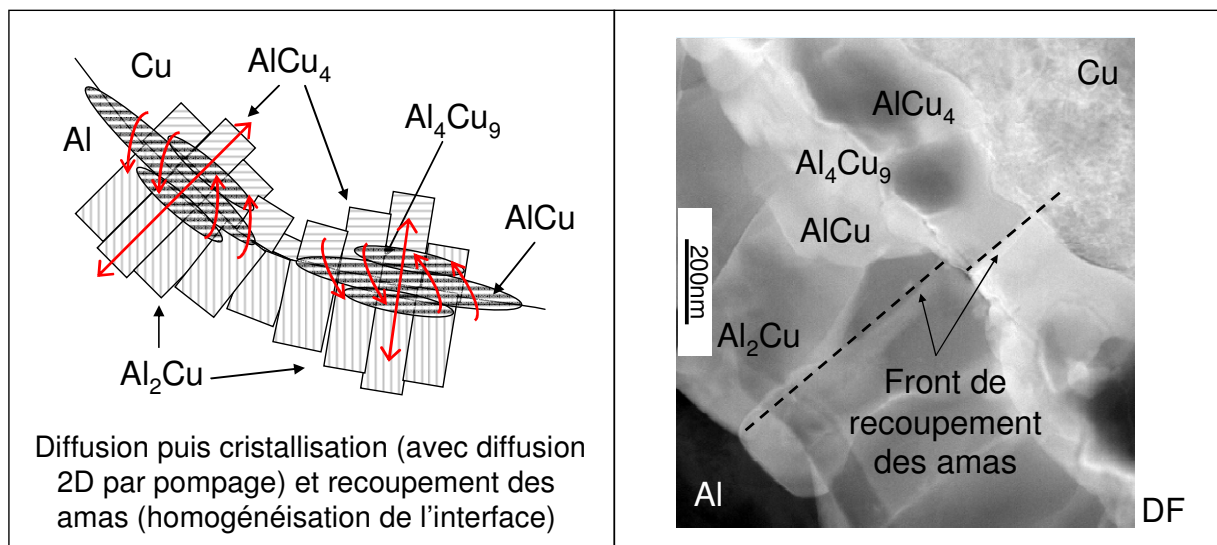 Cu
AlCu₄
Al
Al₄Cu₉
AlCu
Al₂Cu
Diffusion puis cristallisation (avec diffusion
2D par pompage) et recoupement des
amas (homogénéisation de l'interface)
Cu
AlCu₄
Al₄Cu₉
AlCu
200nm
Al₂Cu
Front de
recoupement
des amas
Al
DF